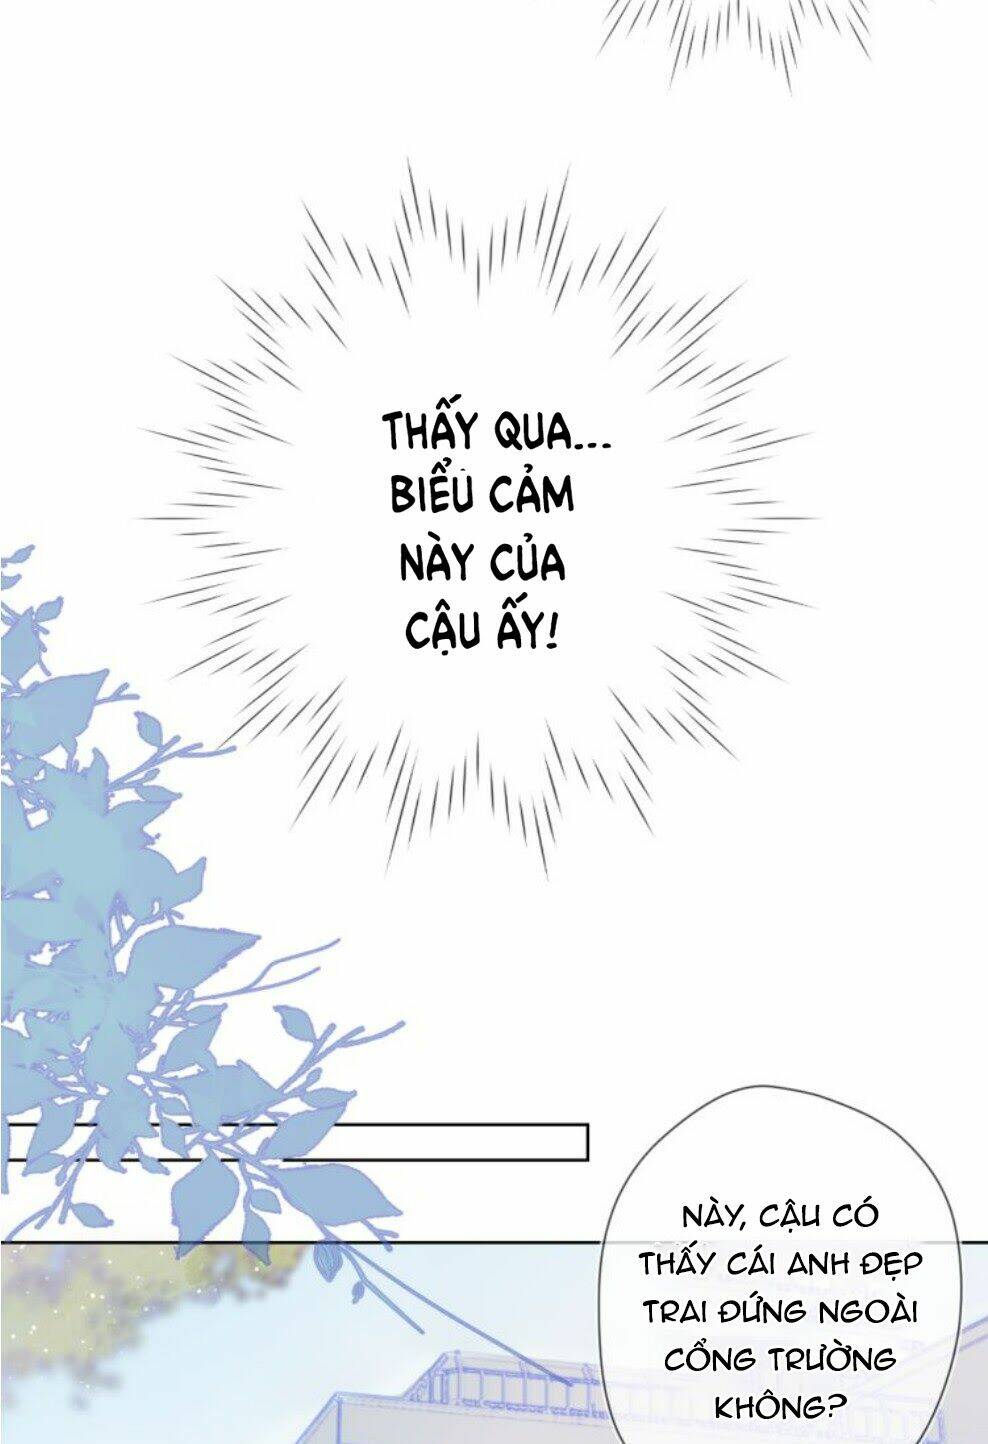 THẤY QUA...
BIỂU CẢM
NÀY CỦA
CẬU ẤY!
NÀY, CẬU CÓ
THẤY CÁI ANH ĐẸP
TRAI ĐỨNG NGOÀI
CỔNG TRƯỜNG
KHÔNG?